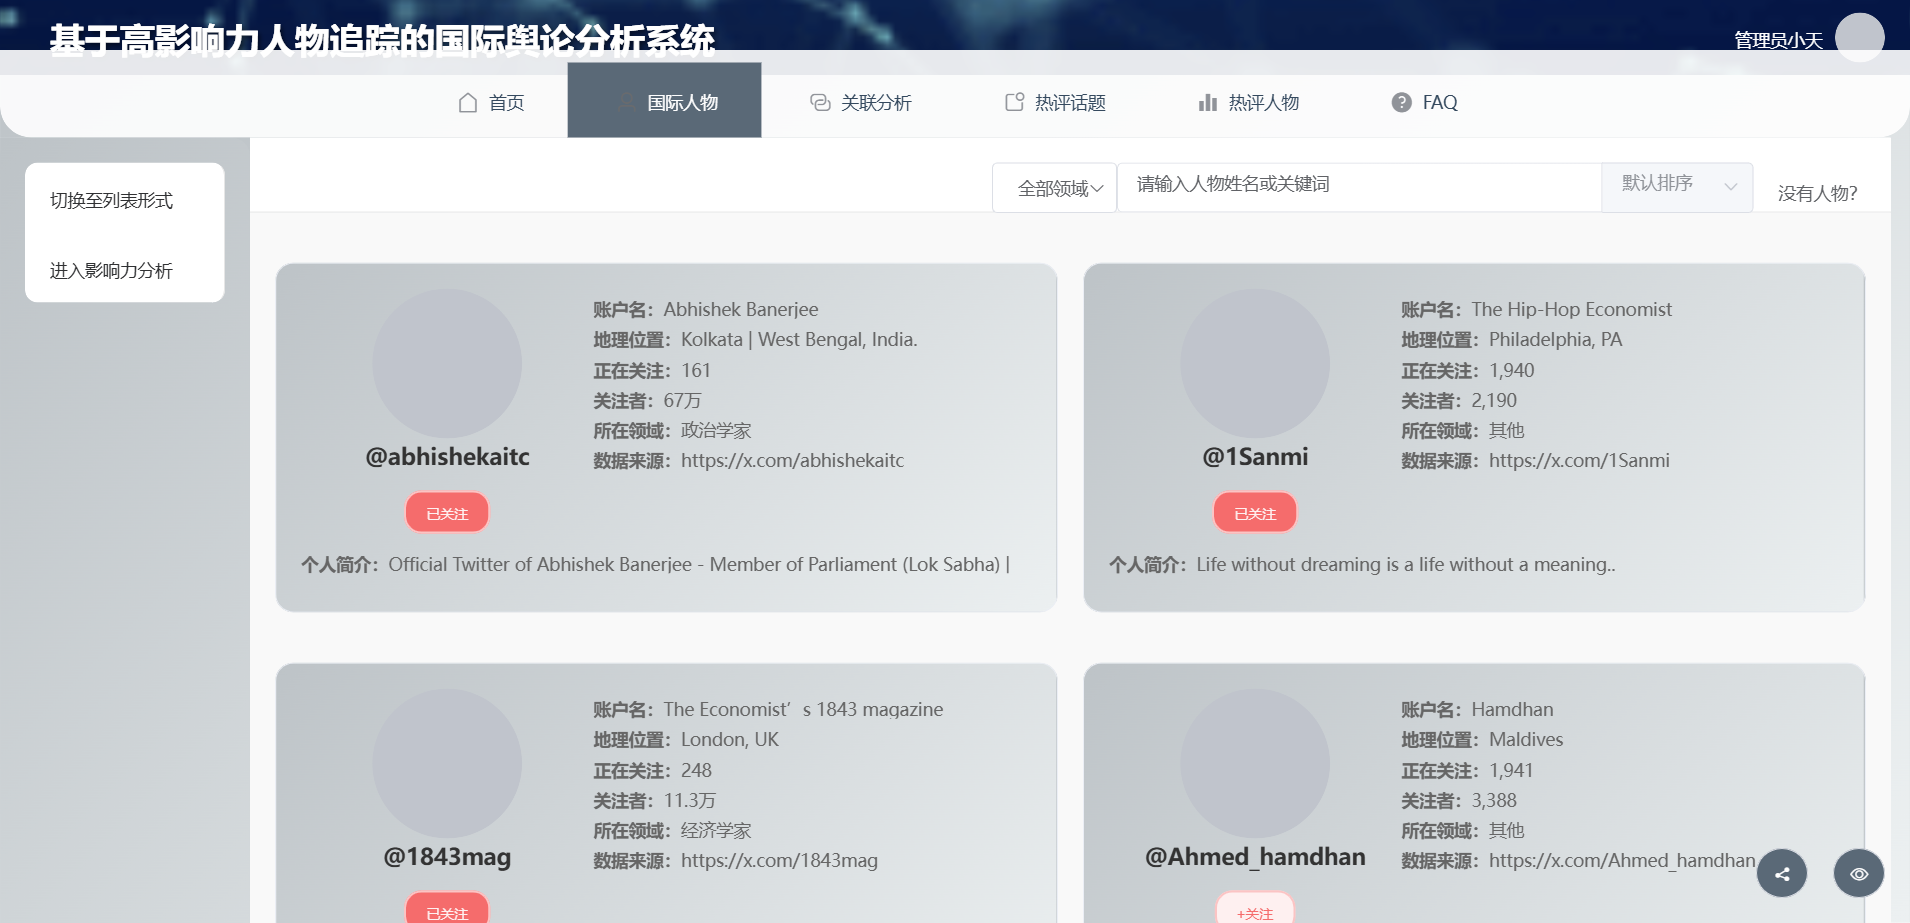 基于高影响力人物追踪的国际舆论分析系统
管理员小天
首页 国际人物 关联分析 热评话题 热评人物 FAQ
切换至列表形式
进入影响力分析
全部领域 请输入人物姓名或关键词 默认排序 没有人物？
账户名：Abhishek Banerjee
地理位置：Kolkata | West Bengal, India.
正在关注：161
关注者：67万
所在领域：政治学家
数据来源：https://x.com/abhishekaitc
@abhishekaitc
已关注
个人简介：Official Twitter of Abhishek Banerjee - Member of Parliament (Lok Sabha) |
账户名：The Hip-Hop Economist
地理位置：Philadelphia, PA
正在关注：1,940
关注者：2,190
所在领域：其他
数据来源：https://x.com/1Sanmi
@1Sanmi
已关注
个人简介：Life without dreaming is a life without a meaning..
账户名：The Economist’s 1843 magazine
地理位置：London, UK
正在关注：248
关注者：11.3万
所在领域：经济学家
数据来源：https://x.com/1843mag
@1843mag
已关注
账户名：Hamdhan
地理位置：Maldives
正在关注：1,941
关注者：3,388
所在领域：其他
数据来源：https://x.com/Ahmed_hamdhan
@Ahmed_hamdhan
+关注